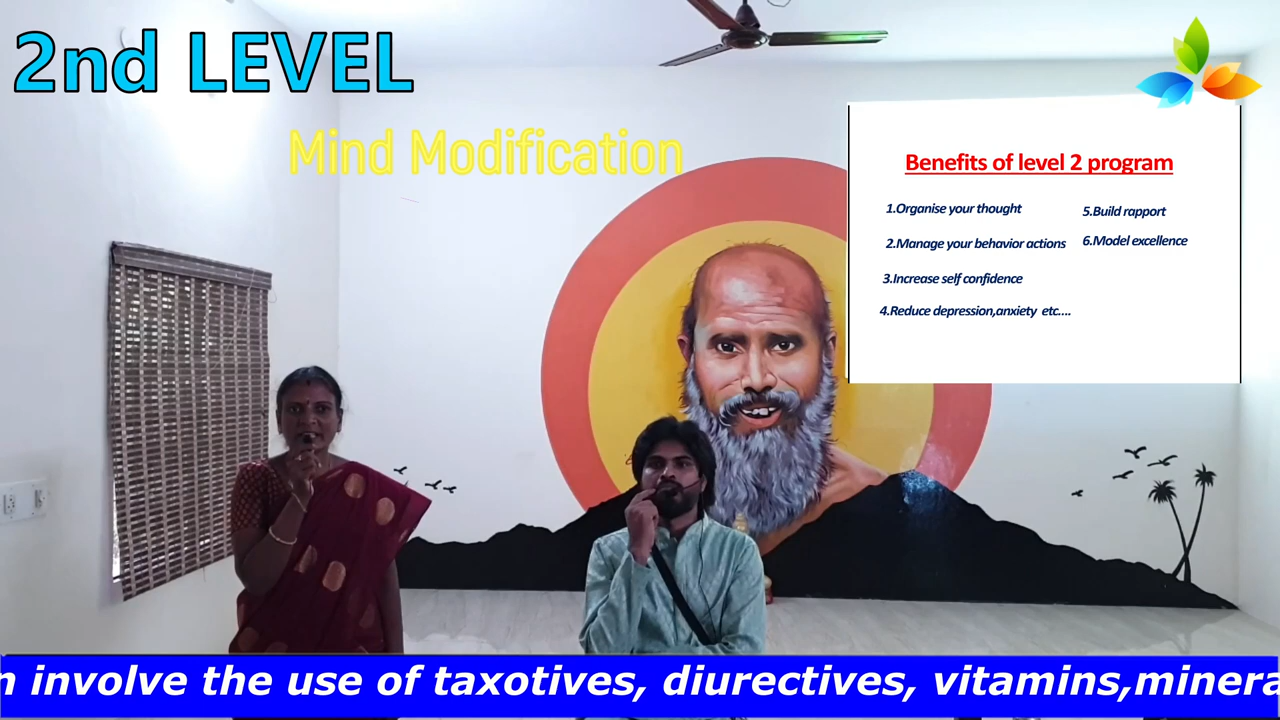 2nd LEVEL
Mind Modification
Benefits of level 2 program
1.Organise your thought
2.Manage your behavior actions
3.Increase self confidence
4.Reduce depression,anxiety etc....
5.Build rapport
6.Model excellence
n involve the use of taxotives, diurectives, vitamins,minera